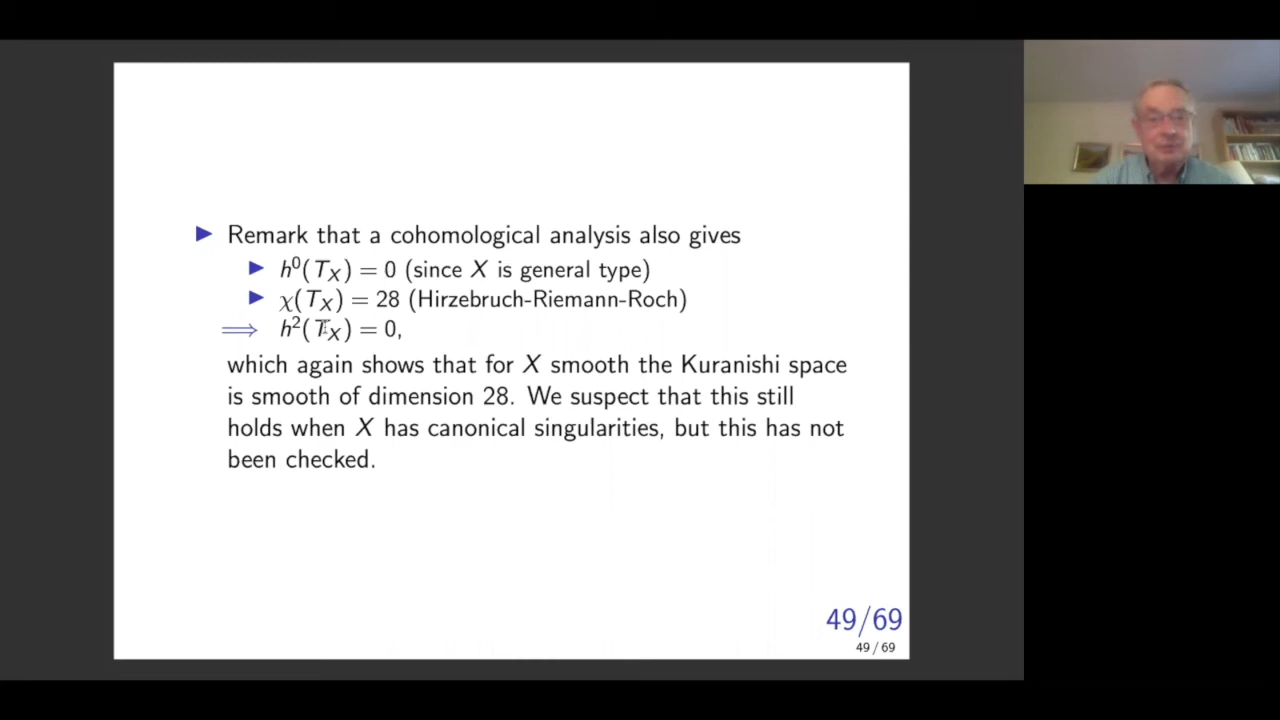 ▶ Remark that a cohomological analysis also gives
▶ h⁰(T_X) = 0 (since X is general type)
▶ χ(T_X) = 28 (Hirzebruch-Riemann-Roch)
⟹ h²(T_X) = 0,
which again shows that for X smooth the Kuranishi space
is smooth of dimension 28. We suspect that this still
holds when X has canonical singularities, but this has not
been checked.
49/69
49 / 69